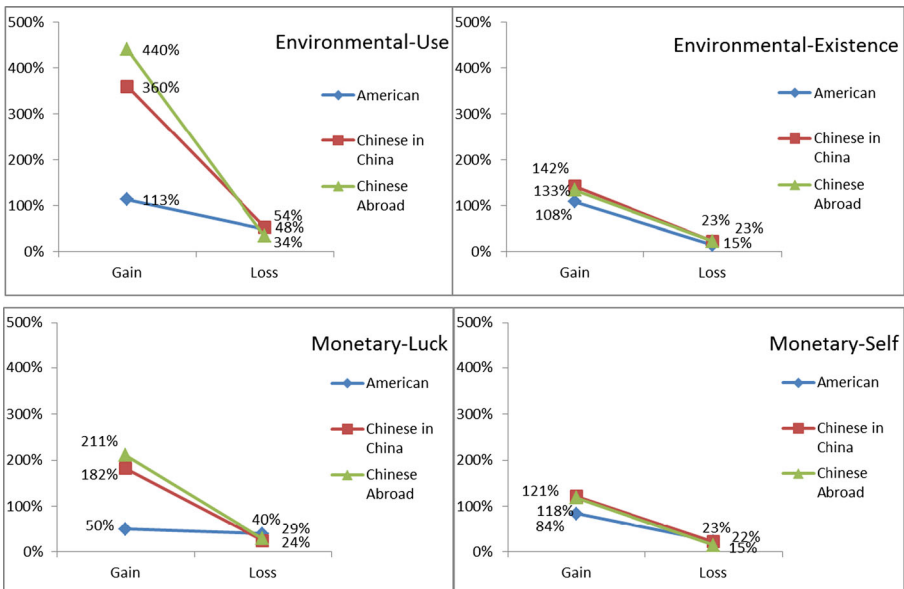 Environmental-Use
500%
400%
300%
200%
100%
0%
440%
360%
113%
54%
48%
34%
Gain Loss
American
Chinese in
China
Chinese
Abroad
Environmental-Existence
500%
400%
300%
200%
100%
0%
142%
133%
108%
23% 23%
15%
Gain Loss
American
Chinese in
China
Chinese
Abroad
Monetary-Luck
500%
400%
300%
200%
100%
0%
211%
182%
50%
40%
29%
24%
Gain Loss
American
Chinese in
China
Chinese
Abroad
Monetary-Self
500%
400%
300%
200%
100%
0%
121%
118%
84%
23%
22%
15%
Gain Loss
American
Chinese in
China
Chinese
Abroad